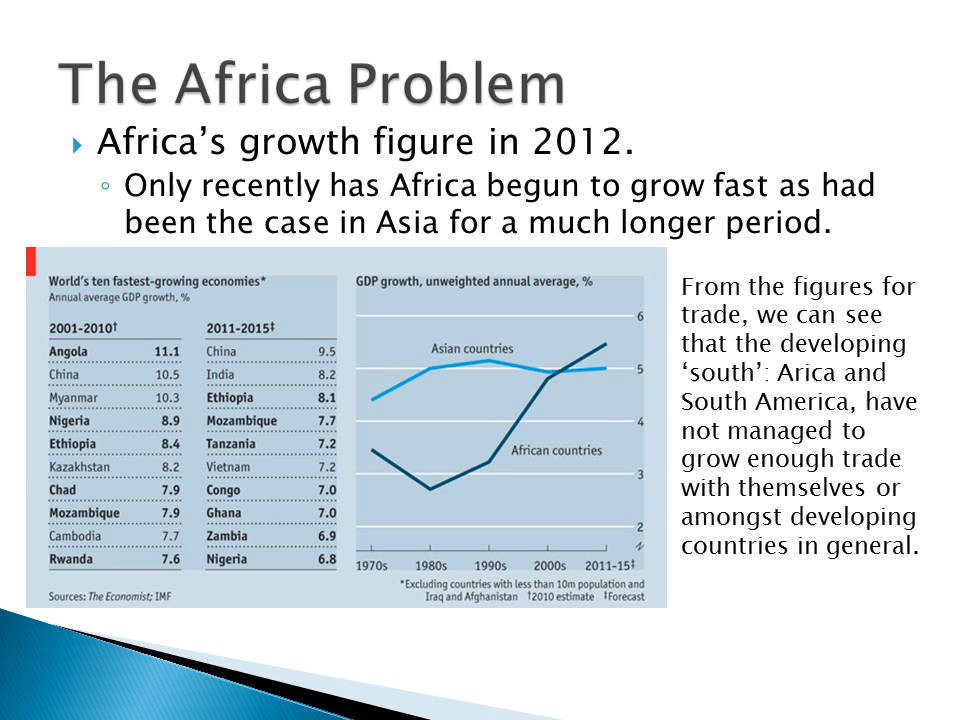 The Africa Problem
Africa's growth figure in 2012.
Only recently has Africa begun to grow fast as had
been the case in Asia for a much longer period.
World's ten fastest-growing economies*
Annual average GDP growth, %
2001-2010† 2011-2015‡
Angola 11.1 China 9.5
China 10.5 India 8.2
Myanmar 10.3 Ethiopia 8.1
Nigeria 8.9 Mozambique 7.7
Ethiopia 8.4 Tanzania 7.2
Kazakhstan 8.2 Vietnam 7.2
Chad 7.9 Congo 7.0
Mozambique 7.9 Ghana 7.0
Cambodia 7.7 Zambia 6.9
Rwanda 7.6 Nigeria 6.8
Sources: The Economist; IMF
GDP growth, unweighted annual average, %
6
Asian countries
5
4
African countries
3
2
1970s 1980s 1990s 2000s 2011-15‡
*Excluding countries with less than 10m population and
Iraq and Afghanistan †2010 estimate ‡Forecast
From the figures for
trade, we can see
that the developing
‘south’: Arica and
South America, have
not managed to
grow enough trade
with themselves or
amongst developing
countries in general.